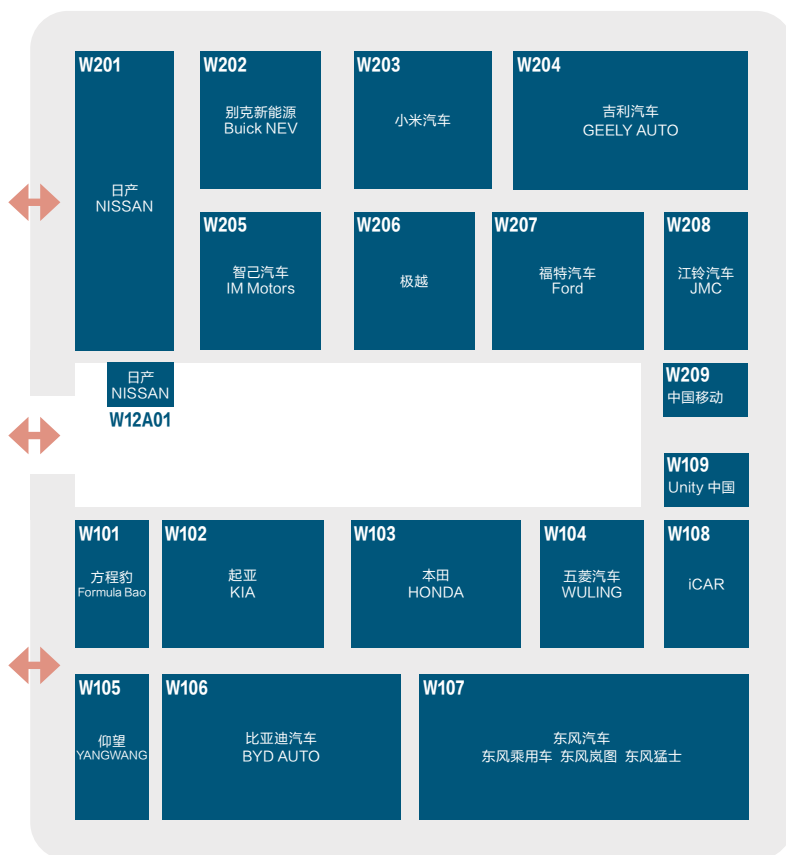 W201
日产
NISSAN
W202
别克新能源
Buick NEV
W203
小米汽车
W204
吉利汽车
GEELY AUTO
W205
智己汽车
IM Motors
W206
极越
W207
福特汽车
Ford
W208
江铃汽车
JMC
日产
NISSAN
W12A01
W209
中国移动
W109
Unity 中国
W101
方程豹
Formula Bao
W102
起亚
KIA
W103
本田
HONDA
W104
五菱汽车
WULING
W108
iCAR
W105
仰望
YANGWANG
W106
比亚迪汽车
BYD AUTO
W107
东风汽车
东风乘用车 东风岚图 东风猛士